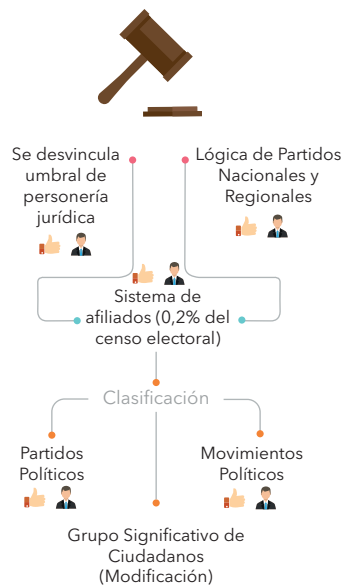 Se desvincula
umbral de
personería
jurídica
Lógica de Partidos
Nacionales y
Regionales
Sistema de
afiliados (0,2% del
censo electoral)
Clasificación
Partidos
Políticos
Movimientos
Políticos
Grupo Significativo de
Ciudadanos
(Modificación)